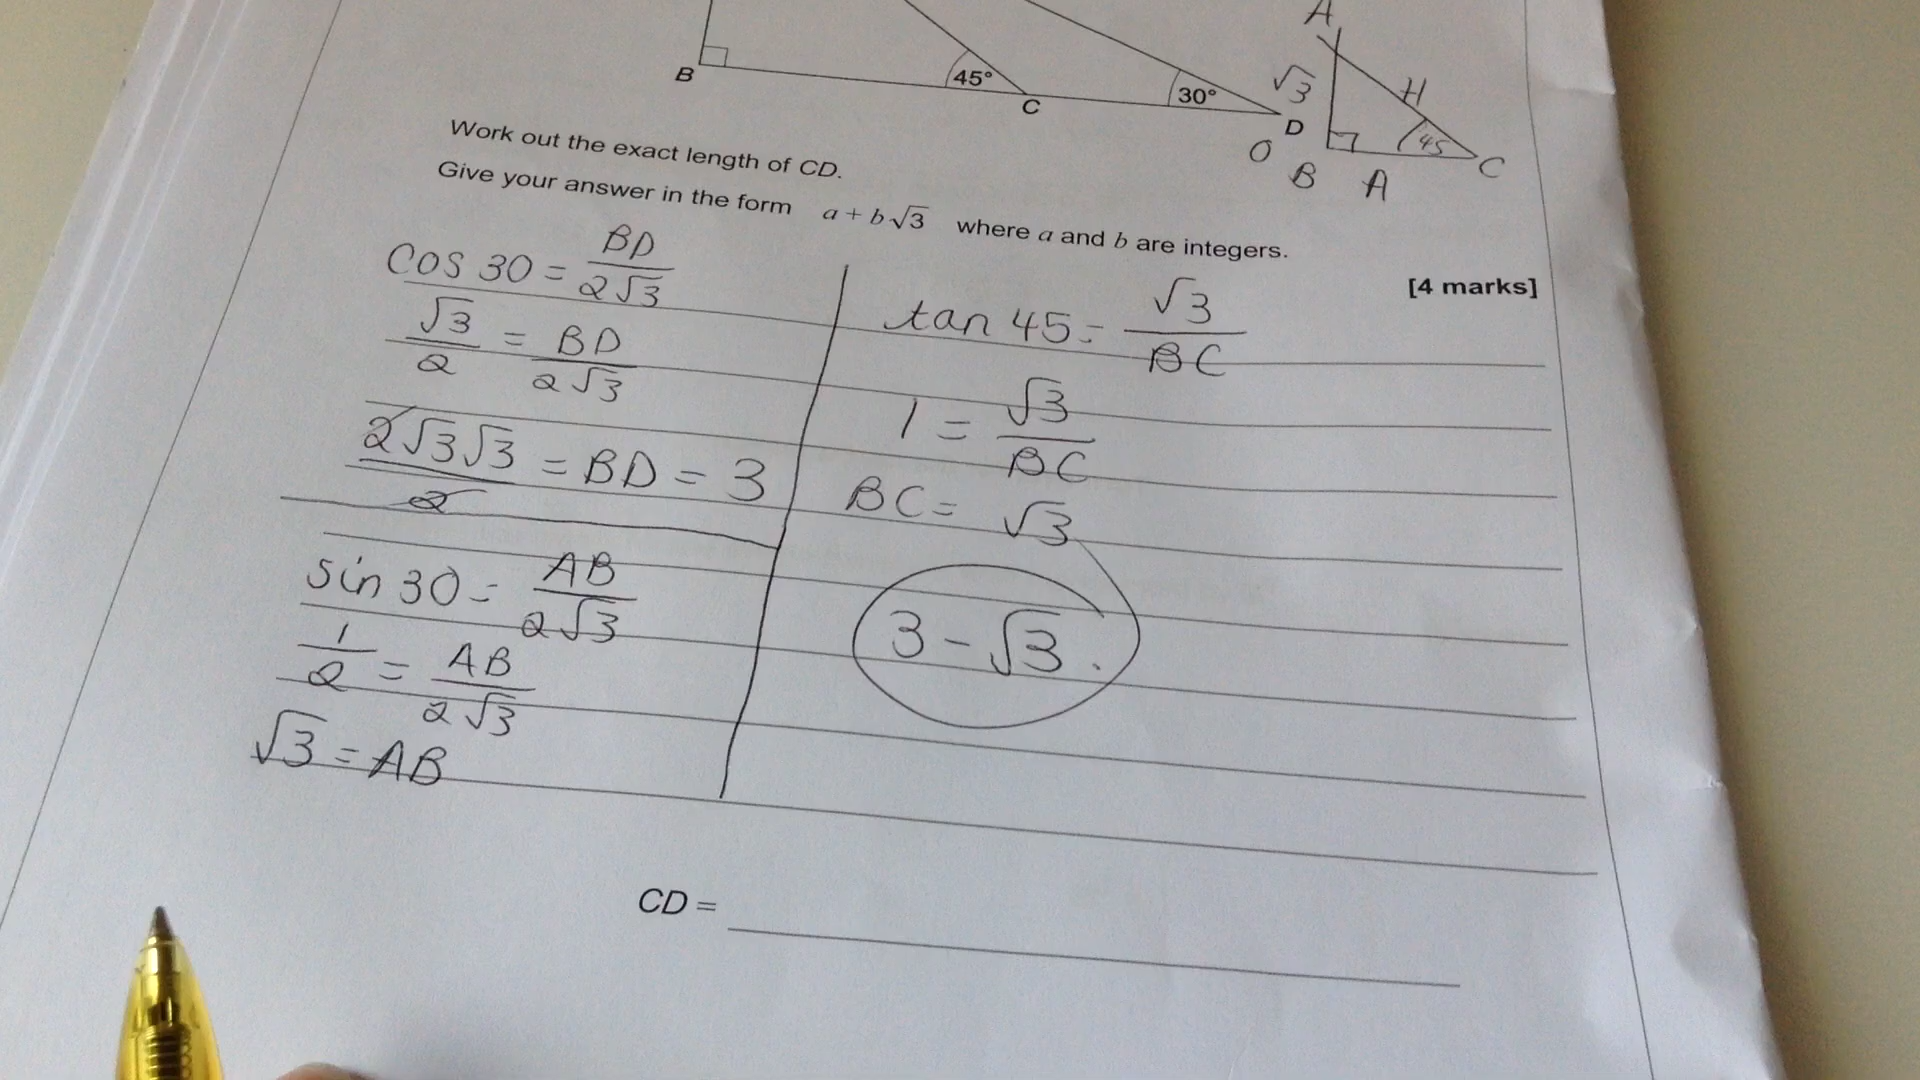 B
45°
C
30°
D
A
√3
H
45
O
B
A
C
Work out the exact length of CD.
Give your answer in the form a + b√3 where a and b are integers.
[4 marks]
cos 30 = BD / 2√3
√3 / 2 = BD / 2√3
2√3√3 / 2 = BD = 3
sin 30 = AB / 2√3
1 / 2 = AB / 2√3
√3 = AB
tan 45 = √3 / BC
1 = √3 / BC
BC = √3
3 - √3.
CD =